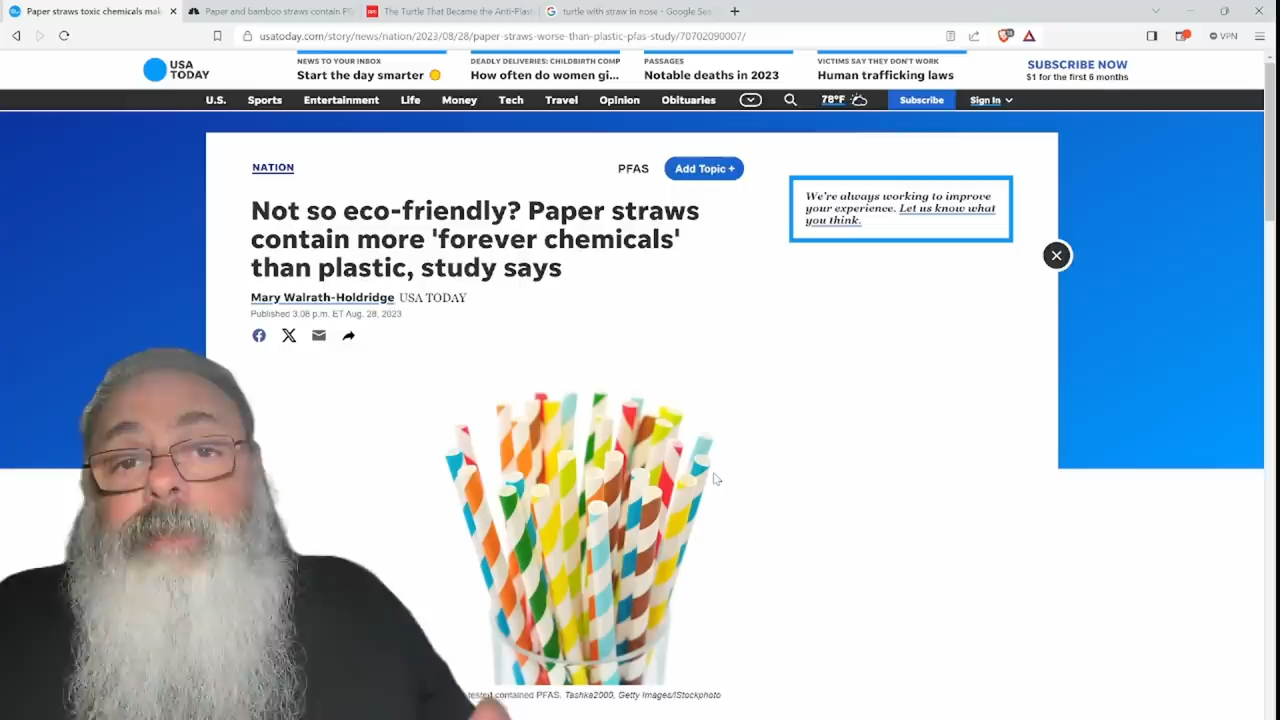 Paper straws toxic chemicals mak
Paper and bamboo straws contain PF
The Turtle That Became the Anti-Plast
turtle with straw in nose - Google Sea
usatoday.com/story/news/nation/2023/08/28/paper-straws-worse-than-plastic-pfas-study/70702090007/
VPN
USA
TODAY
NEWS TO YOUR INBOX
Start the day smarter
DEADLY DELIVERIES: CHILDBIRTH COMP
How often do women gi...
PASSAGES
Notable deaths in 2023
VICTIMS SAY THEY DON'T WORK
Human trafficking laws
SUBSCRIBE NOW
$1 for the first 6 months
U.S.
Sports
Entertainment
Life
Money
Tech
Travel
Opinion
Obituaries
78°F
Subscribe
Sign In
NATION
PFAS
Add Topic +
Not so eco-friendly? Paper straws
contain more 'forever chemicals'
than plastic, study says
Mary Walrath-Holdridge USA TODAY
Published 3:08 p.m. ET Aug. 28, 2023
We're always working to improve
your experience. Let us know what
you think.
tested contained PFAS. Tashka2000, Getty Images/iStockphoto